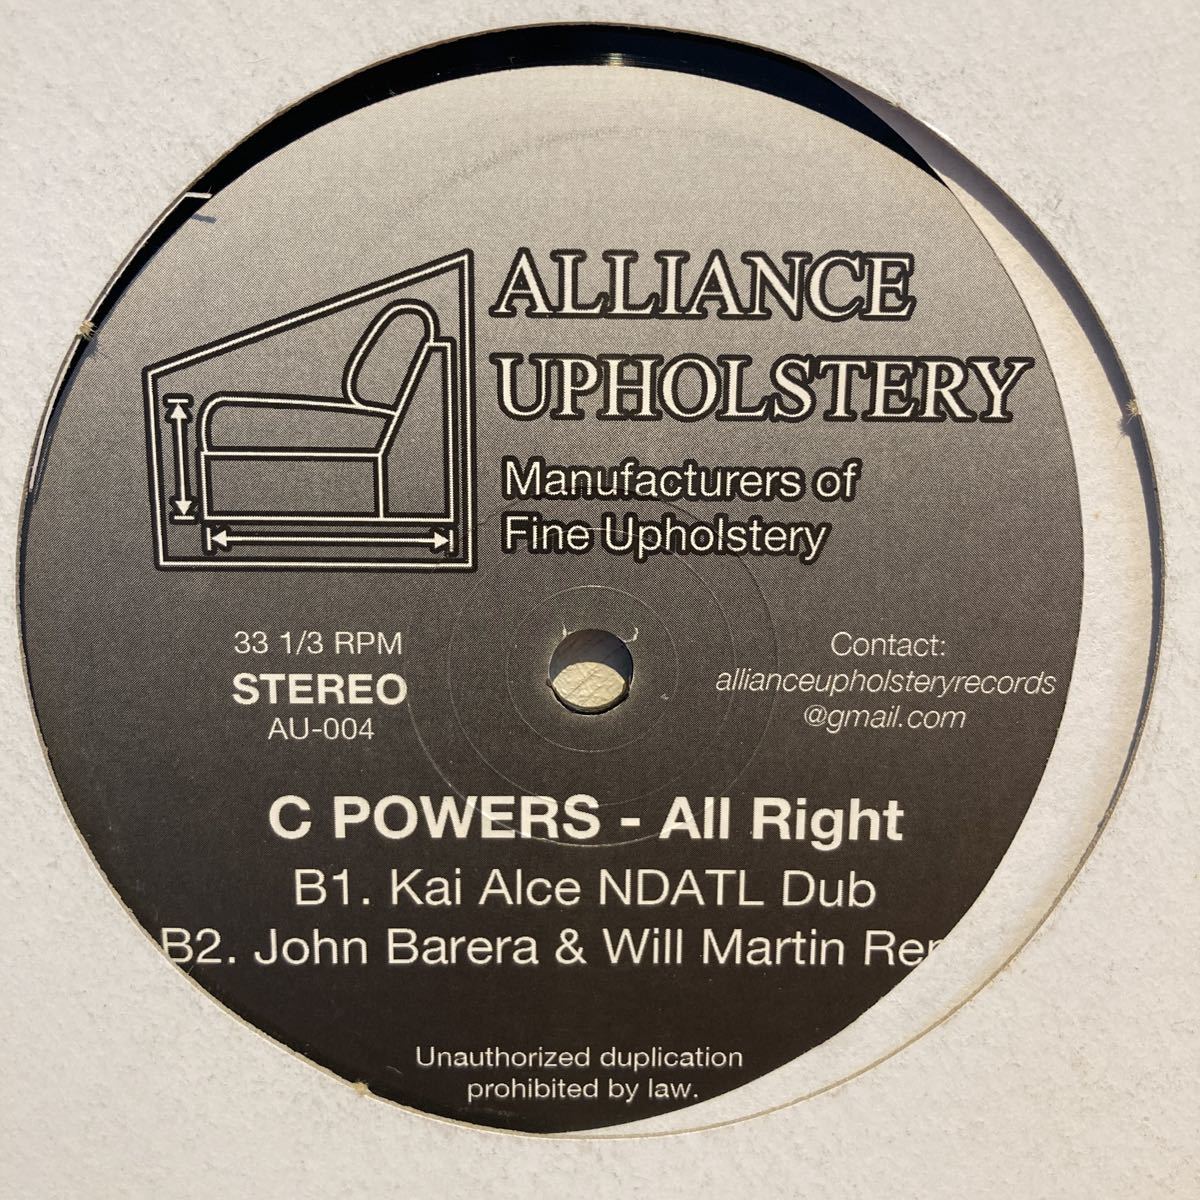 ALLIANCE
UPHOLSTERY
Manufacturers of
Fine Upholstery
33 1/3 RPM
STEREO
AU-004
Contact:
allianceupholsteryrecords
@gmail.com
C POWERS - All Right
B1. Kai Alce NDATL Dub
B2. John Barera & Will Martin
Unauthorized duplication
prohibited by law.